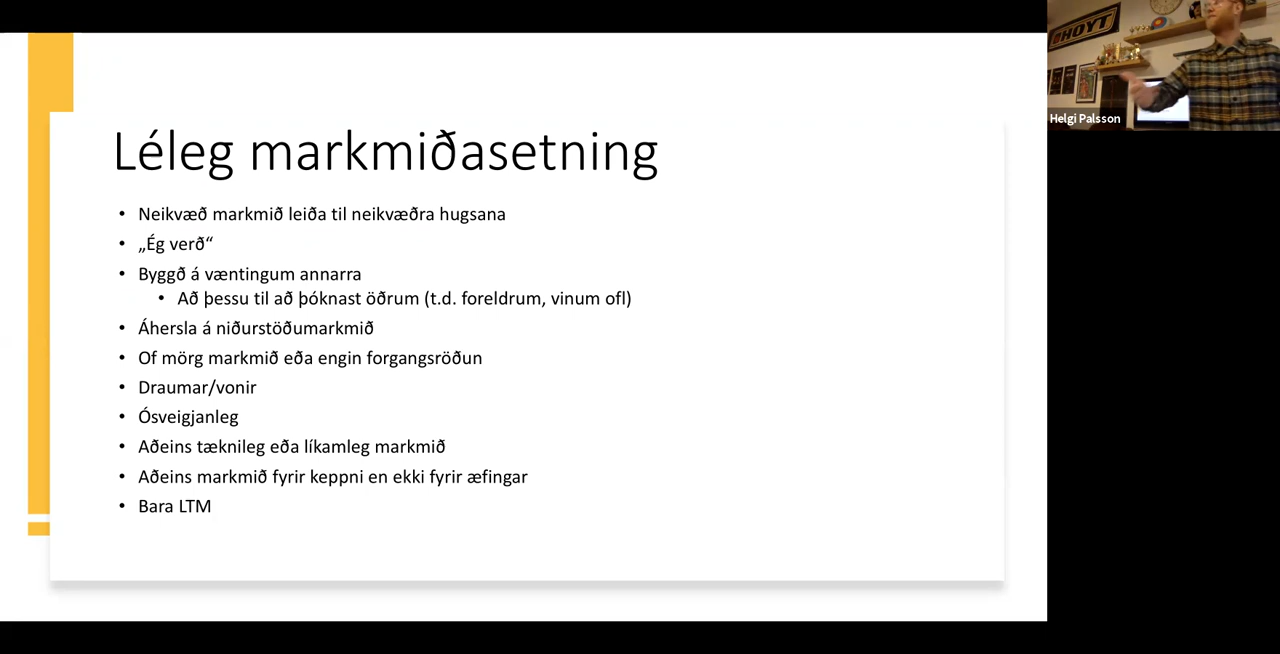 Léleg markmiðasetning
• Neikvæð markmið leiða til neikvæðra hugsana
• „Ég verð“
• Byggð á væntingum annarra
• Að þessu til að þóknast öðrum (t.d. foreldrum, vinum ofl)
• Áhersla á niðurstöðumarkmið
• Of mörg markmið eða engin forgangsröðun
• Draumar/vonir
• Ósveigjanleg
• Aðeins tæknileg eða líkamleg markmið
• Aðeins markmið fyrir keppni en ekki fyrir æfingar
• Bara LTM
HOYT
Helgi Palsson